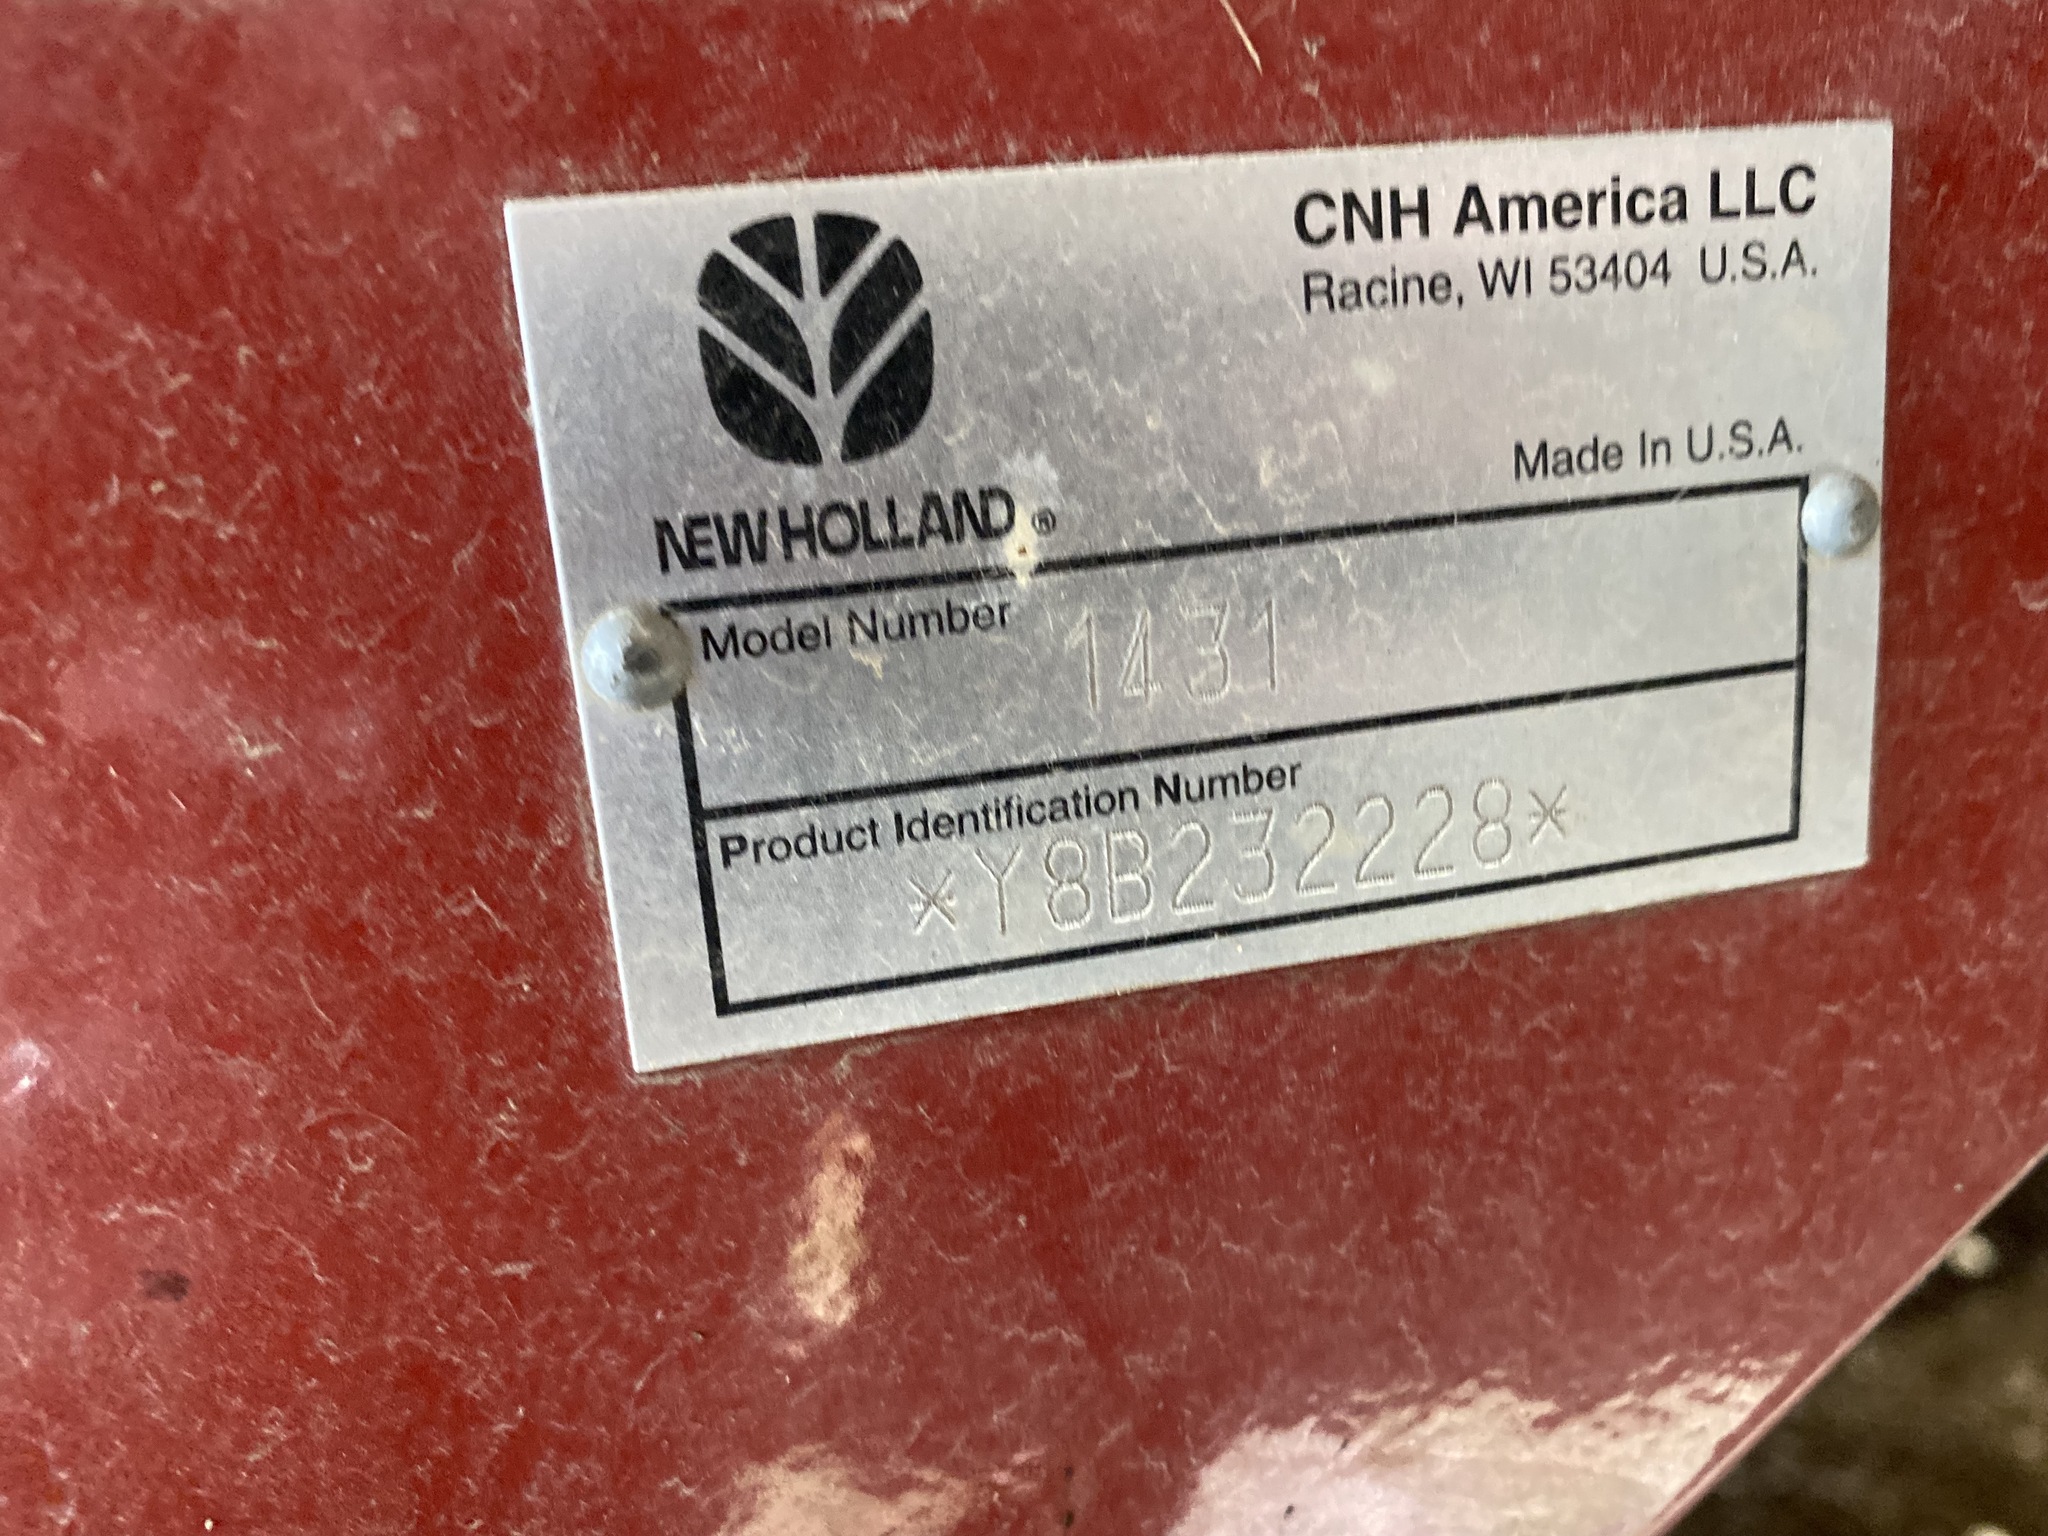 CNH America LLC
Racine, WI 53404 U.S.A.
Made In U.S.A.
NEW HOLLAND ®
Model Number 1431
Product Identification Number
*Y8B232228*